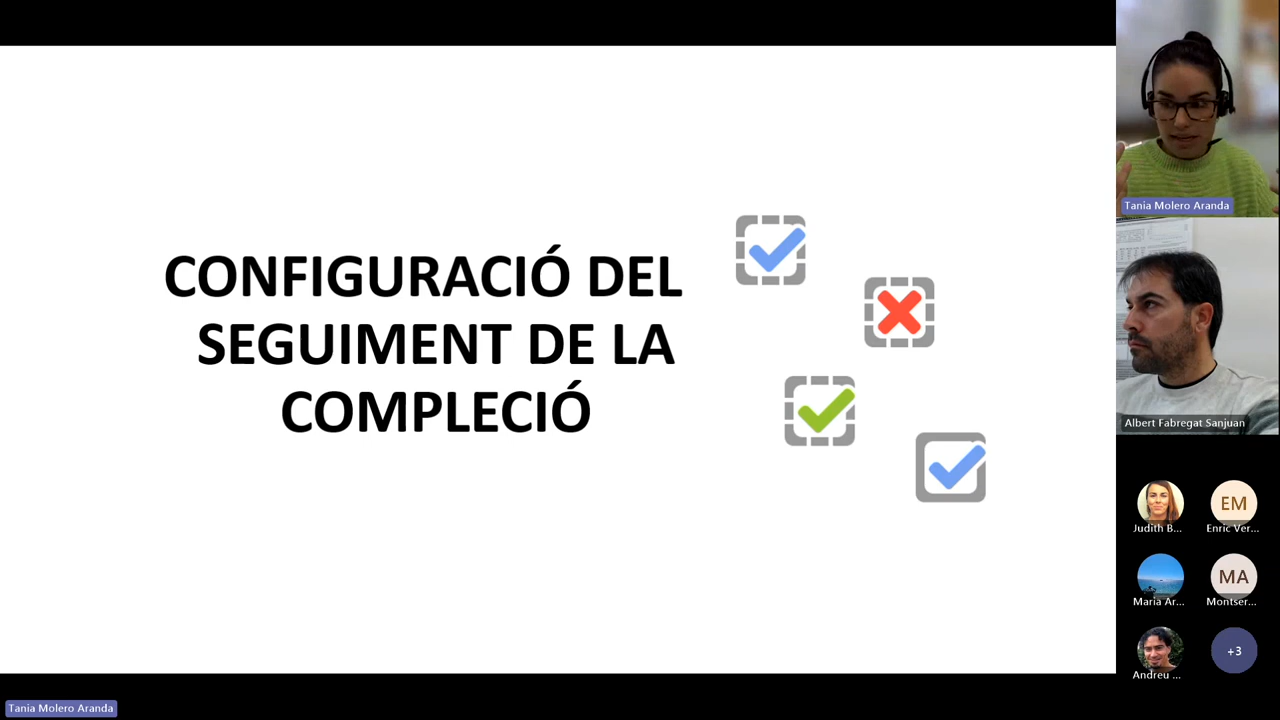 CONFIGURACIÓ DEL
SEGUIMENT DE LA
COMPLECIÓ
Tania Molero Aranda
Albert Fabregat Sanjuan
Judith B...
EM
Enric Ver...
Maria Ar...
MA
Montser...
Andreu ...
+3
Tania Molero Aranda